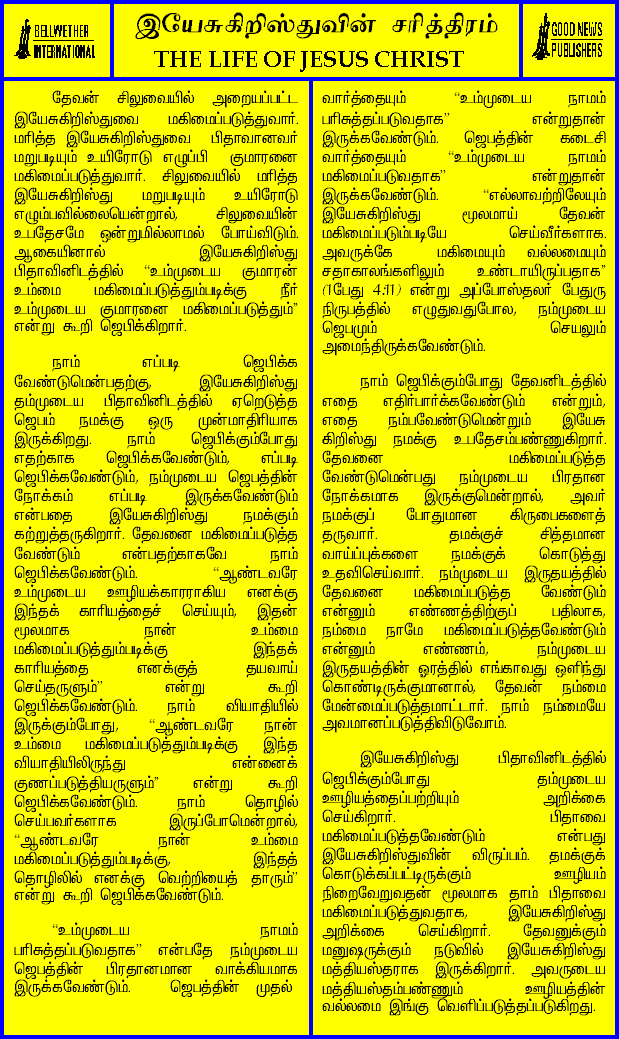 BELLWETHER
INTERNATIONAL
இயேசுகிறிஸ்துவின் சரித்திரம்
THE LIFE OF JESUS CHRIST
GOOD NEWS
PUBLISHERS
தேவன் சிலுவையில் அறையப்பட்ட
இயேசுகிறிஸ்துவை மகிமைப்படுத்துவார்.
மரித்த இயேசுகிறிஸ்துவை பிதாவானவர்
மறுபடியும் உயிரோடு எழுப்பி குமாரனை
மகிமைப்படுத்துவார். சிலுவையில் மரித்த
இயேசுகிறிஸ்து மறுபடியும் உயிரோடு
எழும்பவில்லையென்றால், சிலுவையின்
உபதேசமே ஒன்றுமில்லாமல் போய்விடும்.
ஆகையினால் இயேசுகிறிஸ்து
பிதாவினிடத்தில் “உம்முடைய குமாரன்
உம்மை மகிமைப்படுத்தும்படிக்கு நீர்
உம்முடைய குமாரனை மகிமைப்படுத்தும்”
என்று கூறி ஜெபிக்கிறார்.
நாம் எப்படி ஜெபிக்க
வேண்டுமென்பதற்கு, இயேசுகிறிஸ்து
தம்முடைய பிதாவினிடத்தில் ஏறெடுத்த
ஜெபம் நமக்கு ஒரு முன்மாதிரியாக
இருக்கிறது. நாம் ஜெபிக்கும்போது
எதற்காக ஜெபிக்கவேண்டும், எப்படி
ஜெபிக்கவேண்டும், நம்முடைய ஜெபத்தின்
நோக்கம் எப்படி இருக்கவேண்டும்
என்பதை இயேசுகிறிஸ்து நமக்கும்
கற்றுத்தருகிறார். தேவனை மகிமைப்படுத்த
வேண்டும் என்பதற்காகவே நாம்
ஜெபிக்கவேண்டும். “ஆண்டவரே
உம்முடைய ஊழியக்காரராகிய எனக்கு
இந்தக் காரியத்தைச் செய்யும், இதன்
மூலமாக நான் உம்மை
மகிமைப்படுத்தும்படிக்கு இந்தக்
காரியத்தை எனக்குத் தயவாய்
செய்தருளும்” என்று கூறி
ஜெபிக்கவேண்டும். நாம் வியாதியில்
இருக்கும்போது, “ஆண்டவரே நான்
உம்மை மகிமைப்படுத்தும்படிக்கு இந்த
வியாதியிலிருந்து என்னைக்
குணப்படுத்தியருளும்” என்று கூறி
ஜெபிக்கவேண்டும். நாம் தொழில்
செய்பவர்களாக இருப்போமென்றால்,
“ஆண்டவரே நான் உம்மை
மகிமைப்படுத்தும்படிக்கு, இந்தத்
தொழிலில் எனக்கு வெற்றியைத் தாரும்”
என்று கூறி ஜெபிக்கவேண்டும்.
“உம்முடைய நாமம்
பரிசுத்தப்படுவதாக” என்பதே நம்முடைய
ஜெபத்தின் பிரதானமான வாக்கியமாக
இருக்கவேண்டும். ஜெபத்தின் முதல்
வார்த்தையும் “உம்முடைய நாமம்
பரிசுத்தப்படுவதாக” என்றுதான்
இருக்கவேண்டும். ஜெபத்தின் கடைசி
வார்த்தையும் “உம்முடைய நாமம்
மகிமைப்படுவதாக” என்றுதான்
இருக்கவேண்டும். “எல்லாவற்றிலேயும்
இயேசுகிறிஸ்து மூலமாய் தேவன்
மகிமைப்படும்படியே செய்வீர்களாக.
அவருக்கே மகிமையும் வல்லமையும்
சதாகாலங்களிலும் உண்டாயிருப்பதாக”
(1பேது 4:11) என்று அப்போஸ்தலர் பேதுரு
நிருபத்தில் எழுதுவதுபோல, நம்முடைய
ஜெபமும் செயலும்
அமைந்திருக்கவேண்டும்.
நாம் ஜெபிக்கும்போது தேவனிடத்தில்
எதை எதிர்பார்க்கவேண்டும் என்றும்,
எதை நம்பவேண்டுமென்றும் இயேசு
கிறிஸ்து நமக்கு உபதேசம்பண்ணுகிறார்.
தேவனை மகிமைப்படுத்த
வேண்டுமென்பது நம்முடைய பிரதான
நோக்கமாக இருக்குமென்றால், அவர்
நமக்குப் போதுமான கிருபைகளைத்
தருவார். தமக்குச் சித்தமான
வாய்ப்புக்களை நமக்குக் கொடுத்து
உதவிசெய்வார். நம்முடைய இருதயத்தில்
தேவனை மகிமைப்படுத்த வேண்டும்
என்னும் எண்ணத்திற்குப் பதிலாக,
நம்மை நாமே மகிமைப்படுத்தவேண்டும்
என்னும் எண்ணம், நம்முடைய
இருதயத்தின் ஓரத்தில் எங்காவது ஒளிந்து
கொண்டிருக்குமானால், தேவன் நம்மை
மேன்மைப்படுத்தமாட்டார். நாம் நம்மையே
அவமானப்படுத்திவிடுவோம்.
இயேசுகிறிஸ்து பிதாவினிடத்தில்
ஜெபிக்கும்போது தம்முடைய
ஊழியத்தைப்பற்றியும் அறிக்கை
செய்கிறார். பிதாவை
மகிமைப்படுத்தவேண்டும் என்பது
இயேசுகிறிஸ்துவின் விருப்பம். தமக்குக்
கொடுக்கப்பட்டிருக்கும் ஊழியம்
நிறைவேறுவதன் மூலமாக தாம் பிதாவை
மகிமைப்படுத்துவதாக, இயேசுகிறிஸ்து
அறிக்கை செய்கிறார். தேவனுக்கும்
மனுஷருக்கும் நடுவில் இயேசுகிறிஸ்து
மத்தியஸ்தராக இருக்கிறார். அவருடைய
மத்தியஸ்தம்பண்ணும் ஊழியத்தின்
வல்லமை இங்கு வெளிப்படுத்தப்படுகிறது.